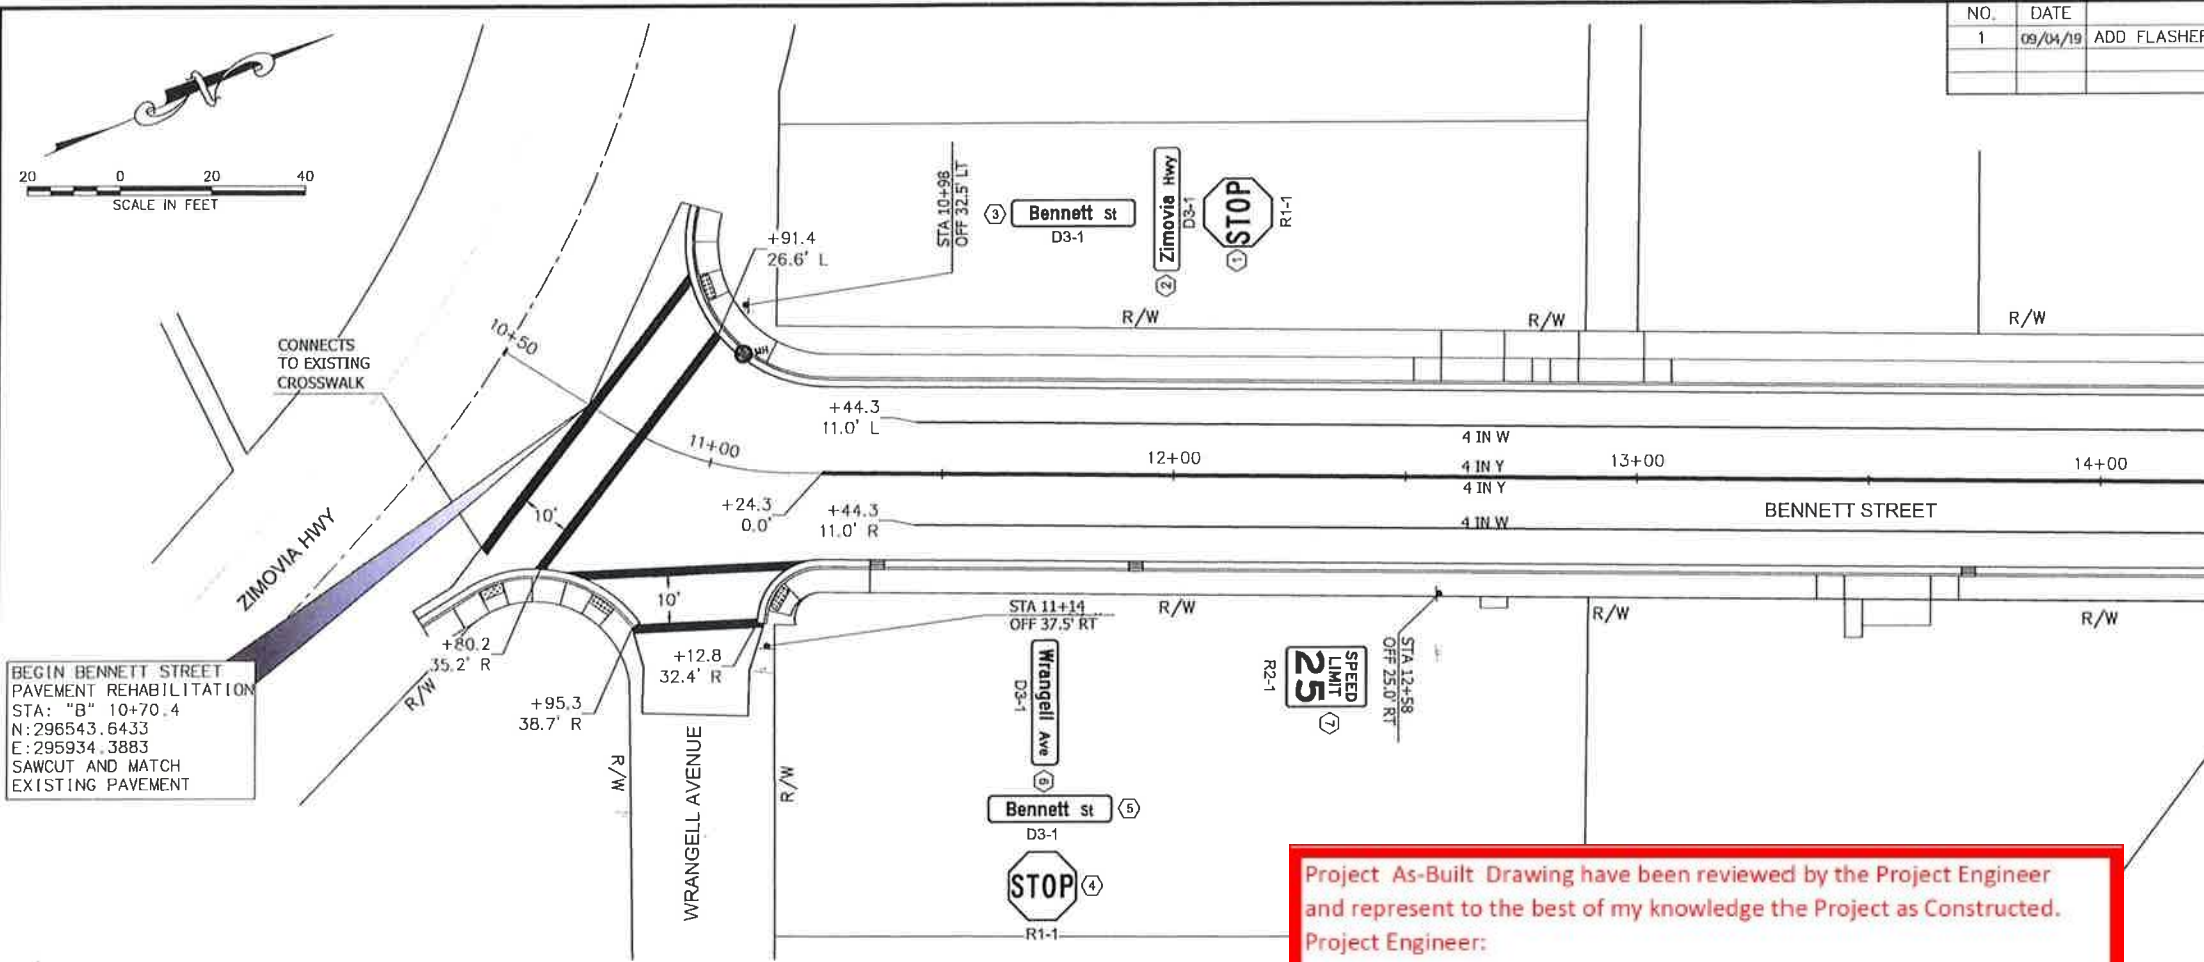 NO. DATE
1 09/04/19 ADD FLASHER
N
20 0 20 40
SCALE IN FEET
STA 10+98
OFF 32.5' LT
3
Bennett St
D3-1
2
Zimovia Hwy
D3-1
1
STOP
R1-1
+91.4
26.6' L
MH
R/W
R/W
R/W
10+50
CONNECTS
TO EXISTING
CROSSWALK
11+00
+44.3
11.0' L
4 IN W
12+00
13+00
14+00
4 IN Y
4 IN Y
+24.3
0.0'
+44.3
11.0' R
4 IN W
BENNETT STREET
10'
ZIMOVIA HWY
10'
STA 11+14
OFF 37.5' RT
R/W
R/W
R/W
+80.2
35.2' R
+12.8
32.4' R
+95.3
38.7' R
R/W
BEGIN BENNETT STREET
PAVEMENT REHABILITATION
STA: "B" 10+70.4
N:296543.6433
E:295934.3883
SAWCUT AND MATCH
EXISTING PAVEMENT
R/W
WRANGELL AVENUE
R/W
Wrangell Ave
D3-1
6
Bennett St
5
D3-1
STOP
4
R1-1
SPEED
LIMIT
25
R2-1
7
STA 12+58
OFF 25.0' RT
Project As-Built Drawing have been reviewed by the Project Engineer
and represent to the best of my knowledge the Project as Constructed.
Project Engineer: